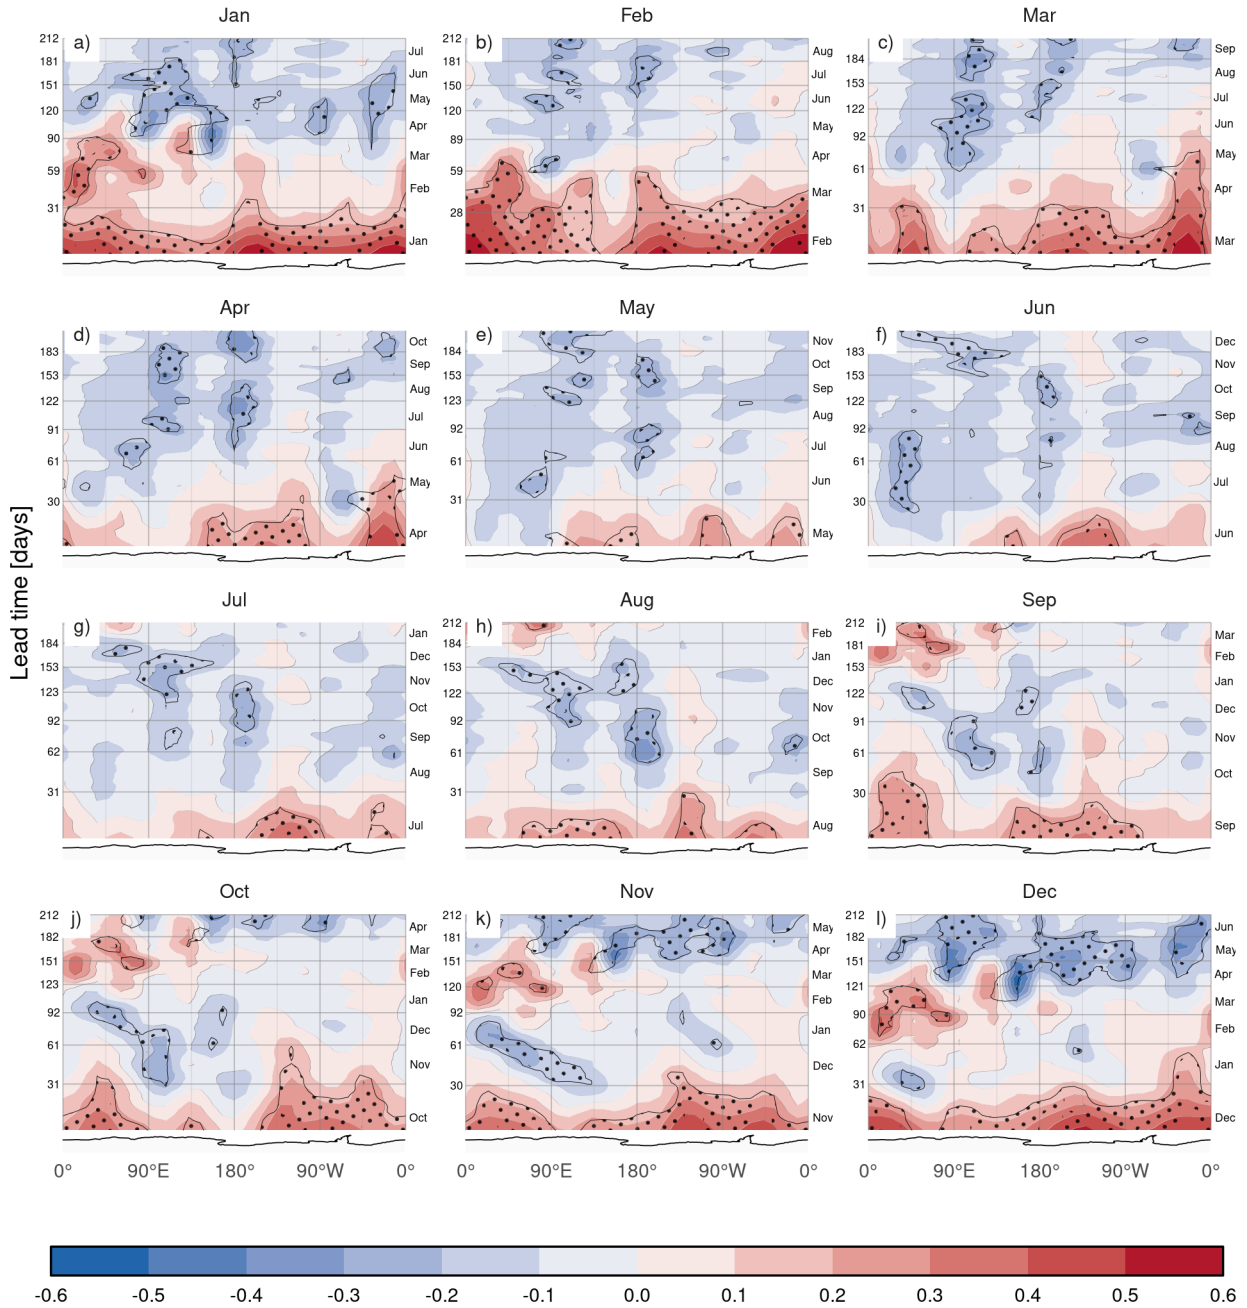 Jan Feb Mar
a) 212 181 151 120 90 59 31 Jul Jun May Apr Mar Feb Jan
b) 212 181 150 120 89 59 28 Aug Jul Jun May Apr Mar Feb
c) 212 184 153 122 92 61 31 Sep Aug Jul Jun May Apr Mar
Apr May Jun
d) 212 183 153 122 91 61 30 Oct Sep Aug Jul Jun May Apr
e) 212 184 153 123 92 61 31 Nov Oct Sep Aug Jul Jun May
f) 212 183 153 122 92 61 30 Dec Nov Oct Sep Aug Jul Jun
Lead time [days]
Jul Aug Sep
g) 212 184 153 123 92 62 31 Jan Dec Nov Oct Sep Aug Jul
h) 212 184 153 122 92 61 31 Feb Jan Dec Nov Oct Sep Aug
i) 212 181 153 122 91 61 30 Mar Feb Jan Dec Nov Oct Sep
Oct Nov Dec
j) 212 182 151 123 92 61 31 Apr Mar Feb Jan Dec Nov Oct
k) 212 182 151 120 92 61 30 May Apr Mar Feb Jan Dec Nov
l) 212 182 151 121 90 62 31 Jun May Apr Mar Feb Jan Dec
0° 90°E 180° 90°W 0° 90°E 180° 90°W 0° 90°E 180° 90°W 0°
-0.6 -0.5 -0.4 -0.3 -0.2 -0.1 0.0 0.1 0.2 0.3 0.4 0.5 0.6